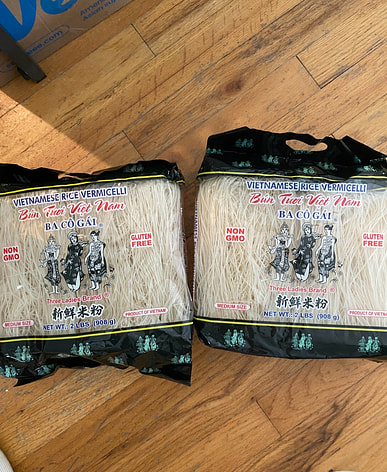 VIETNAMESE RICE VERMICELLI
Bún Tươi Việt Nam
BA CÔ GÁI
NON
GMO
GLUTEN
FREE
Three Ladies Brand ®
新鮮米粉
MEDIUM SIZE
NET WT.: 2 LBS (908 g)
PRODUCT OF VIETNAM
VIETNAMESE RICE VERMICELLI
Bún Tươi Việt Nam
BA CÔ GÁI
NON
GMO
GLUTEN
FREE
Three Ladies Brand ®
新鮮米粉
MEDIUM SIZE
NET WT.: 2 LBS (908 g)
PRODUCT OF VIETNAM